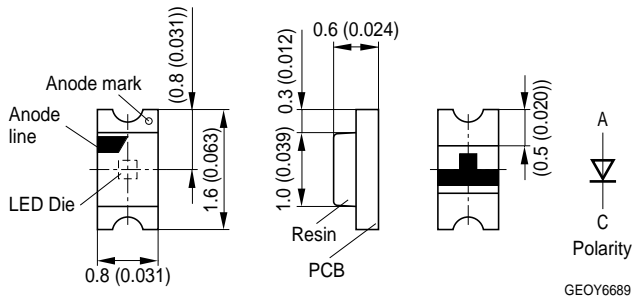 0.6 (0.024)
(0.8 (0.031))
0.3 (0.012)
Anode mark
Anode
line
LED Die
1.6 (0.063)
1.0 (0.039)
(0.5 (0.020))
0.8 (0.031)
Resin
PCB
A
C
Polarity
GEOY6689